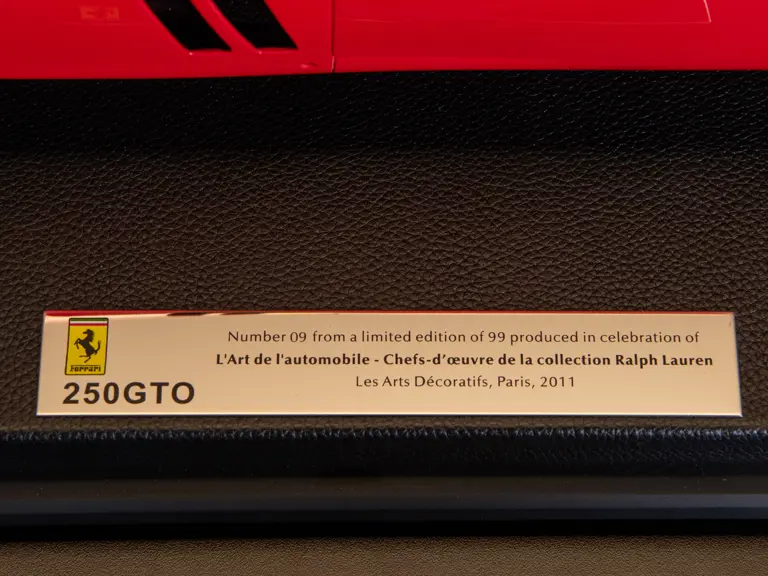 Ferrari
250GTO
Number 09 from a limited edition of 99 produced in celebration of
L'Art de l'automobile - Chefs-d'œuvre de la collection Ralph Lauren
Les Arts Décoratifs, Paris, 2011